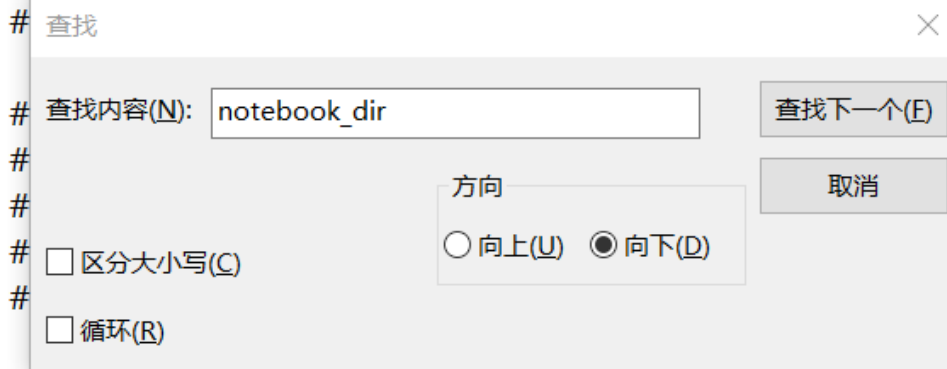 #
查找
#
查找内容(N):
notebook_dir
查找下一个(F)
#
取消
#
方向
向上(U)
向下(D)
#
区分大小写(C)
#
循环(R)